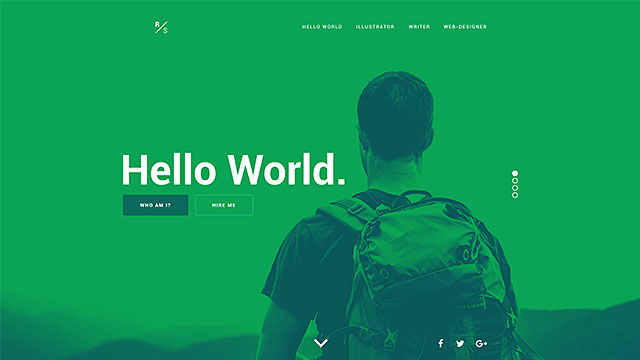 R/S
HELLO WORLD ILLUSTRATOR WRITER WEB-DESIGNER
Hello World.
WHO AM I? HIRE ME
f G+